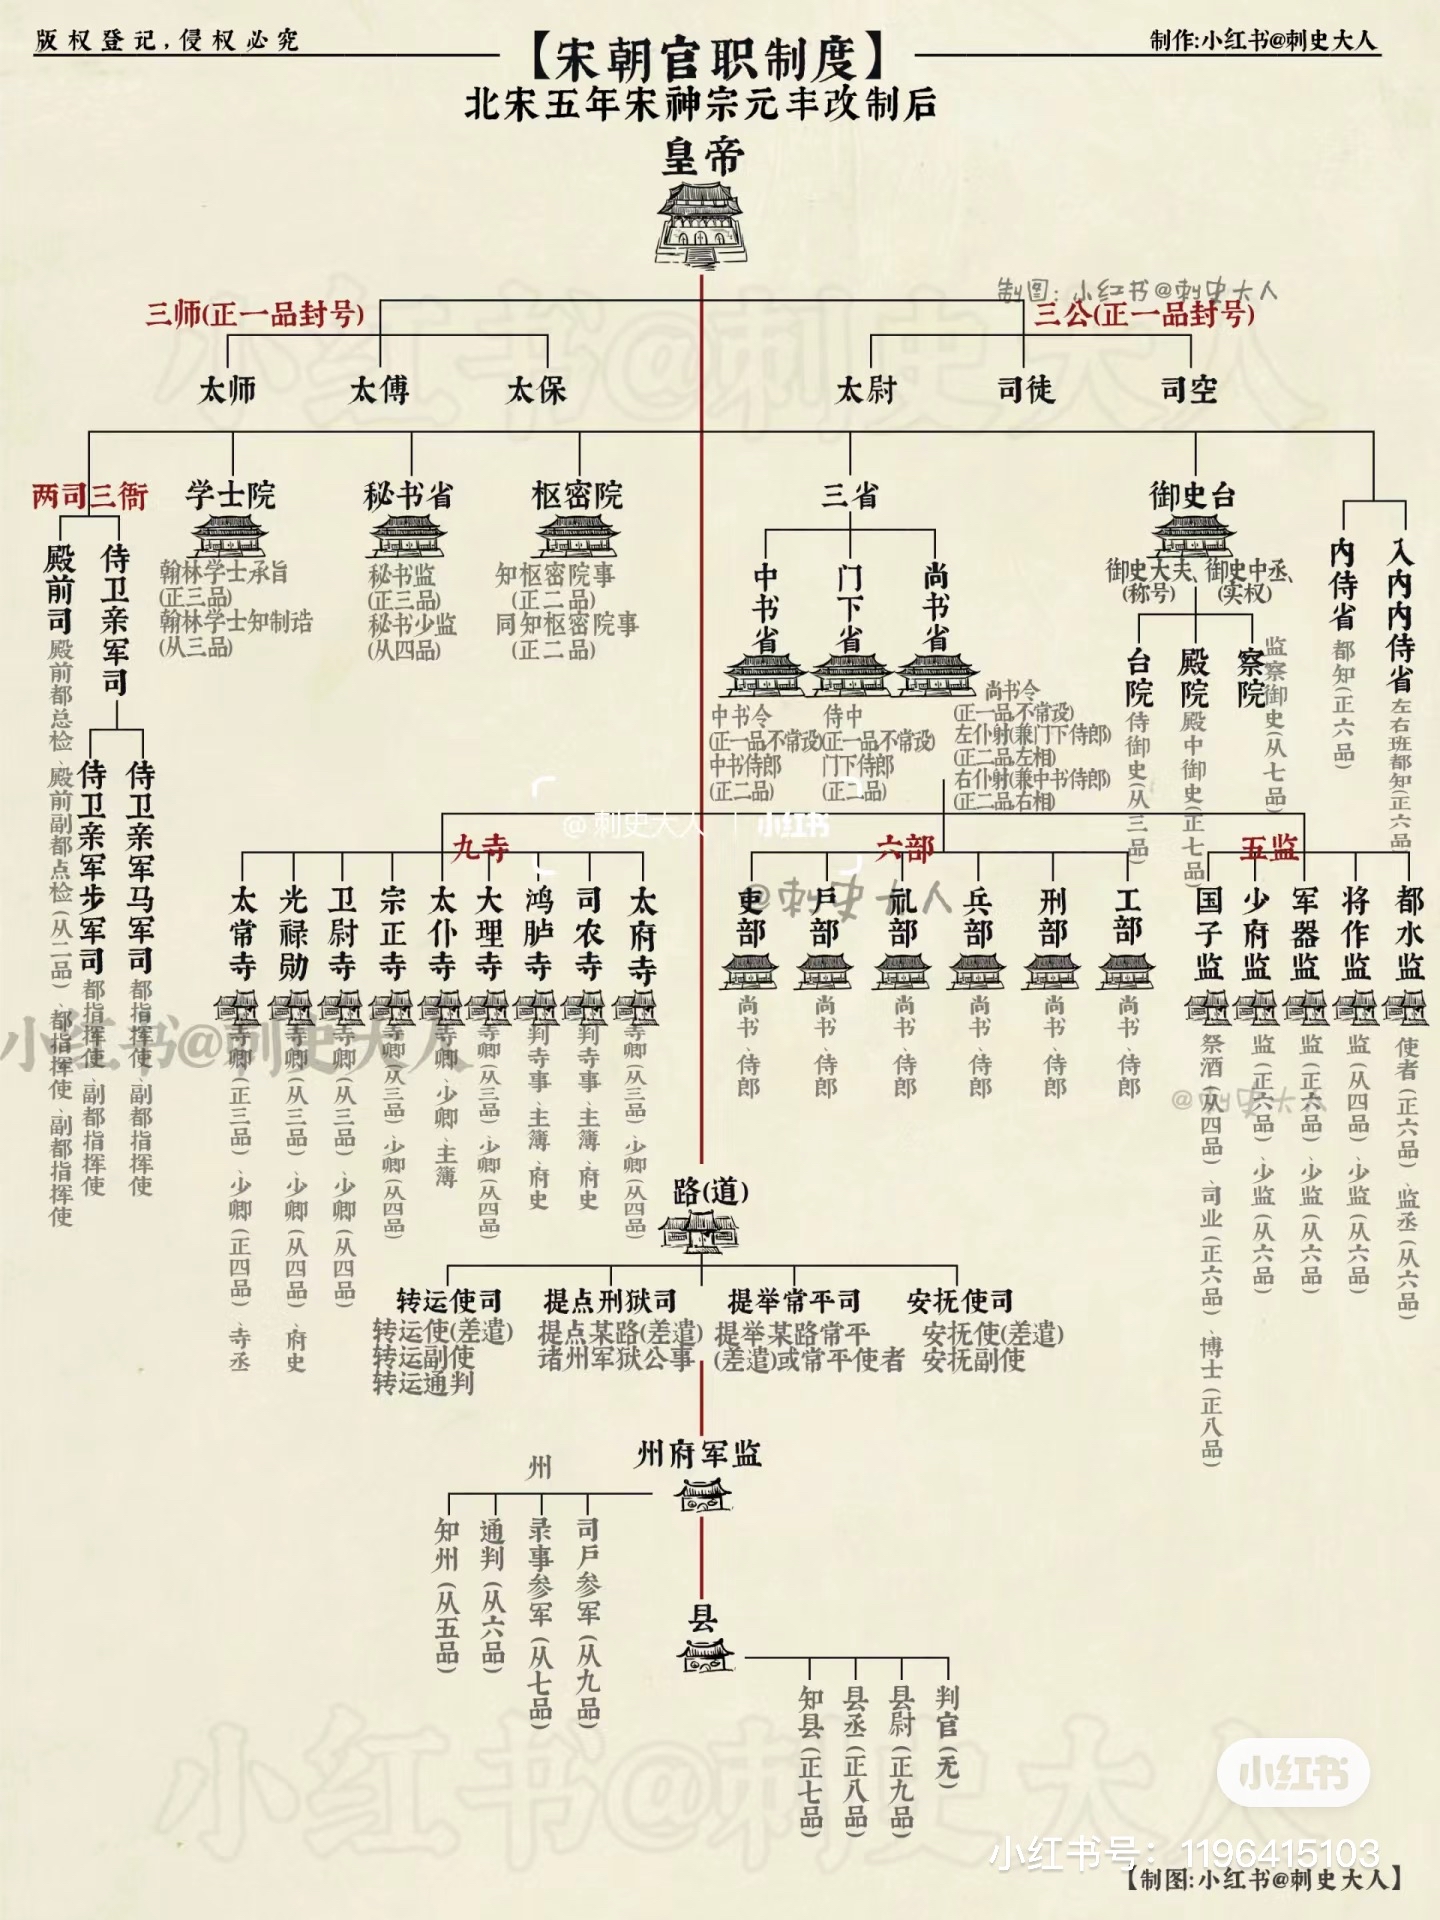 版权登记,侵权必究
【宋朝官职制度】
制作:小红书@刺史大人
北宋五年宋神宗元丰改制后
皇帝
制图:小红书@刺史大人
三师(正一品封号)
三公(正一品封号)
太师
太傅
太保
太尉
司徒
司空
小红书@刺史大人
两司三衙
殿前司
殿前都总检、殿前副都点检(从二品)、都指挥使、副都指挥使
侍卫亲军司
侍卫亲军步军司
都指挥使、副都指挥使
侍卫亲军马军司
都指挥使、副都指挥使
学士院
翰林学士承旨
(正三品)
翰林学士知制诰
(从三品)
秘书省
秘书监
(正三品)
秘书少监
(从四品)
枢密院
知枢密院事
(正二品)
同知枢密院事
(正二品)
三省
中书省
中书令
(正一品,不常设)
中书侍郎
(正二品)
门下省
侍中
(正一品,不常设)
门下侍郎
(正二品)
尚书省
尚书令
(正一品,不常设)
左仆射(兼门下侍郎)
(正二品,左相)
右仆射(兼中书侍郎)
(正二品,右相)
御史台
御史大夫、御史中丞、
(称号)
(实权)
台院
侍御史(从三品)
殿院
殿中御史(正七品)
察院
监察御史(从七品)
内侍省
都知(正六品)
入内内侍省
左右班都知(正六品)
@刺史大人 | 小红书
九寺
太常寺
寺卿(正三品)、少卿(正四品)、寺丞
光禄勋
寺卿(从三品)、少卿(从四品)、府史
卫尉寺
寺卿(从三品)、少卿(从四品)
宗正寺
寺卿(从三品)、少卿(从四品)
太仆寺
寺卿、少卿、主簿
大理寺
寺卿(从三品)、少卿(从四品)
鸿胪寺
判寺事、主簿、府史
司农寺
判寺事、主簿、府史
太府寺
寺卿(从三品)、少卿(从四品)
六部
@刺史大人
吏部
尚书、侍郎
户部
尚书、侍郎
礼部
尚书、侍郎
兵部
尚书、侍郎
刑部
尚书、侍郎
工部
尚书、侍郎
五监
国子监
祭酒(从四品)、司业(正六品)、博士(正八品)
少府监
监(正六品)、少监(从六品)
军器监
监(正六品)、少监(从六品)
将作监
监(从四品)、少监(从六品)
都水监
使者(正六品)、监丞(从六品)
小红书@刺史大人
@刺史大人
路(道)
转运使司
转运使(差遣)
转运副使
转运通判
提点刑狱司
提点某路(差遣)
诸州军狱公事
提举常平司
提举某路常平
(差遣)或常平使者
安抚使司
安抚使(差遣)
安抚副使
州府军监
州
知州(从五品)
通判(从六品)
录事参军(从七品)
司户参军(从九品)
县
知县(正七品)
县丞(正八品)
县尉(正九品)
判官(无)
小红书@刺史大人
小红书
小红书号：1196415103
【制图:小红书@刺史大人】